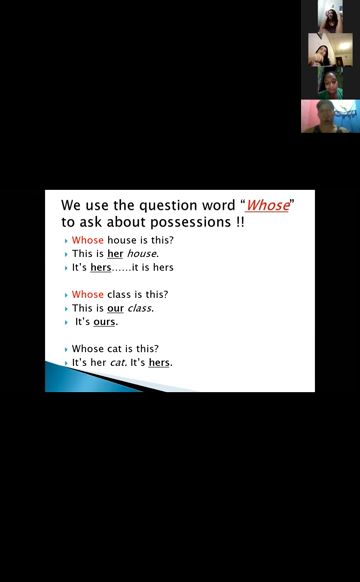 We use the question word “Whose”
to ask about possessions !!
Whose house is this?
This is her house.
It's hers......it is hers
Whose class is this?
This is our class.
It's ours.
Whose cat is this?
It's her cat. It's hers.